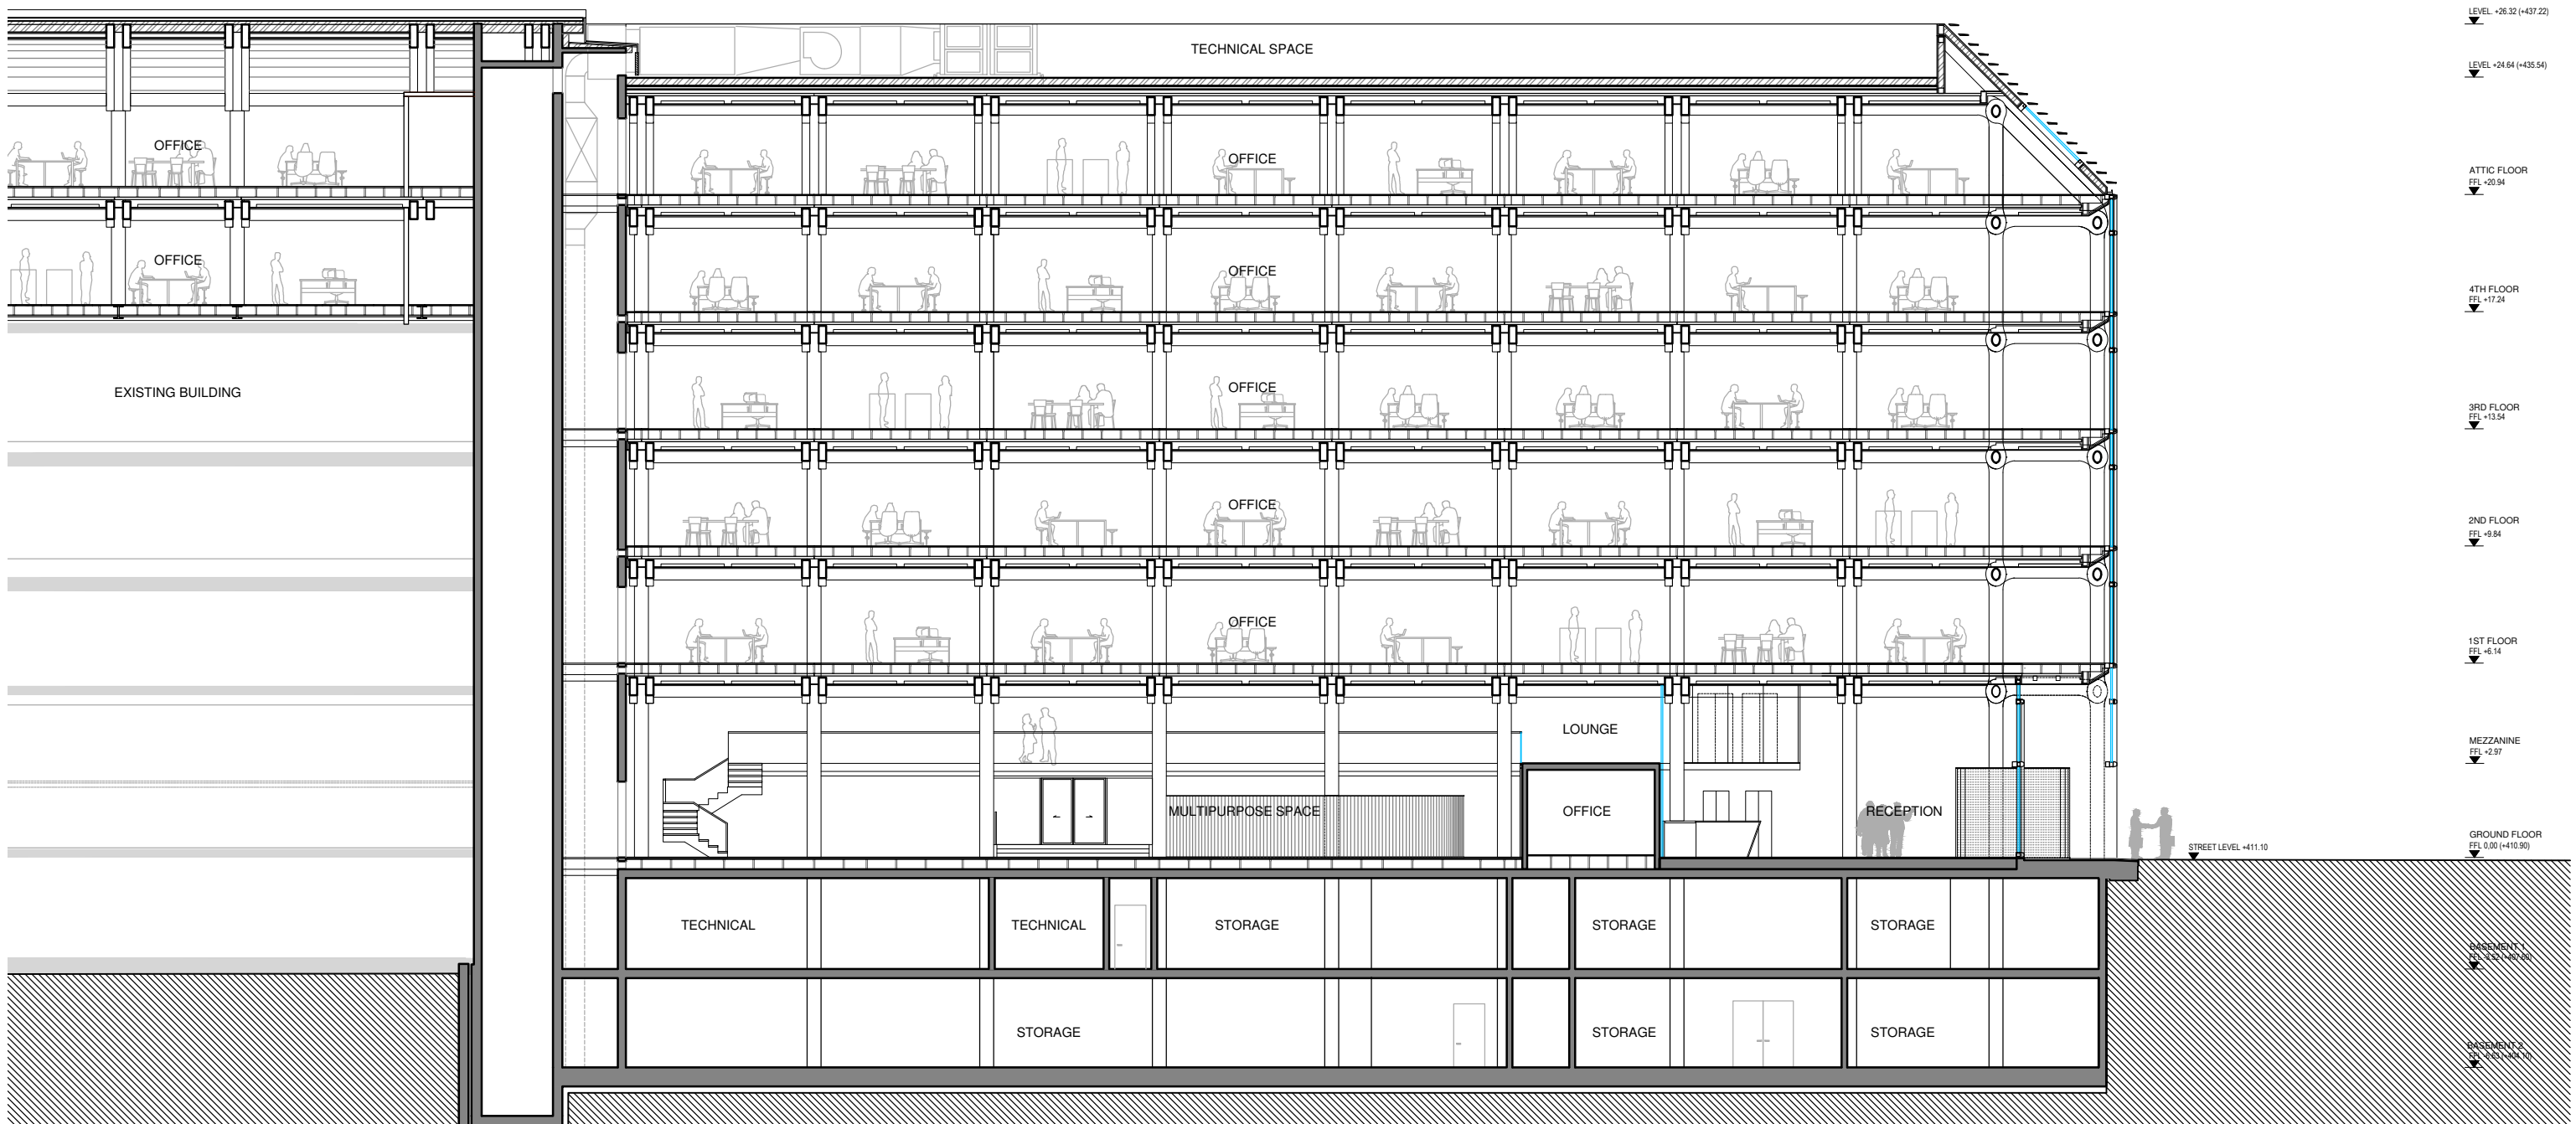 LEVEL. +26.32 (+437.22)
TECHNICAL SPACE
LEVEL +24.64 (+435.54)
OFFICE
OFFICE
ATTIC FLOOR
FFL +20.94
OFFICE
OFFICE
4TH FLOOR
FFL +17.24
EXISTING BUILDING
OFFICE
3RD FLOOR
FFL +13.54
OFFICE
2ND FLOOR
FFL +9.84
OFFICE
1ST FLOOR
FFL +6.14
LOUNGE
MEZZANINE
FFL +2.97
MULTIPURPOSE SPACE
OFFICE
RECEPTION
GROUND FLOOR
FFL 0,00 (+410.90)
STREET LEVEL +411.10
TECHNICAL
TECHNICAL
STORAGE
STORAGE
STORAGE
BASEMENT 1
STORAGE
STORAGE
STORAGE
BASEMENT 2